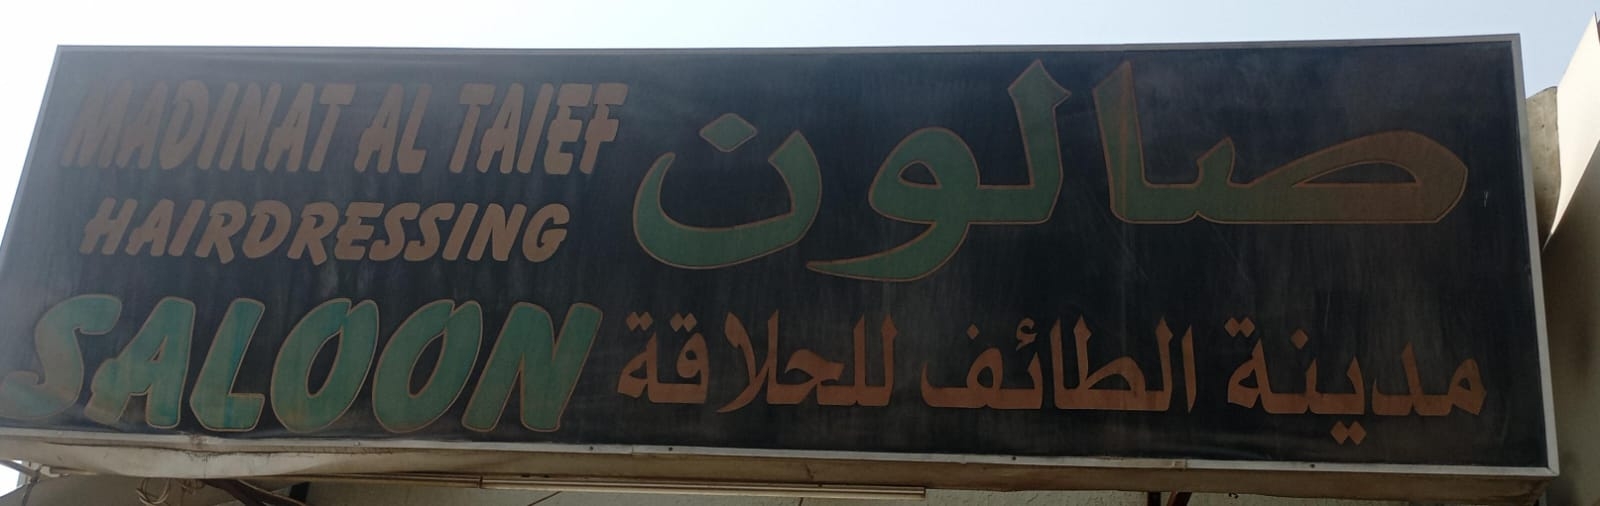 MADINAT AL TAIEF
HAIRDRESSING
SALOON
صالون
مدينة الطائف للحلاقة